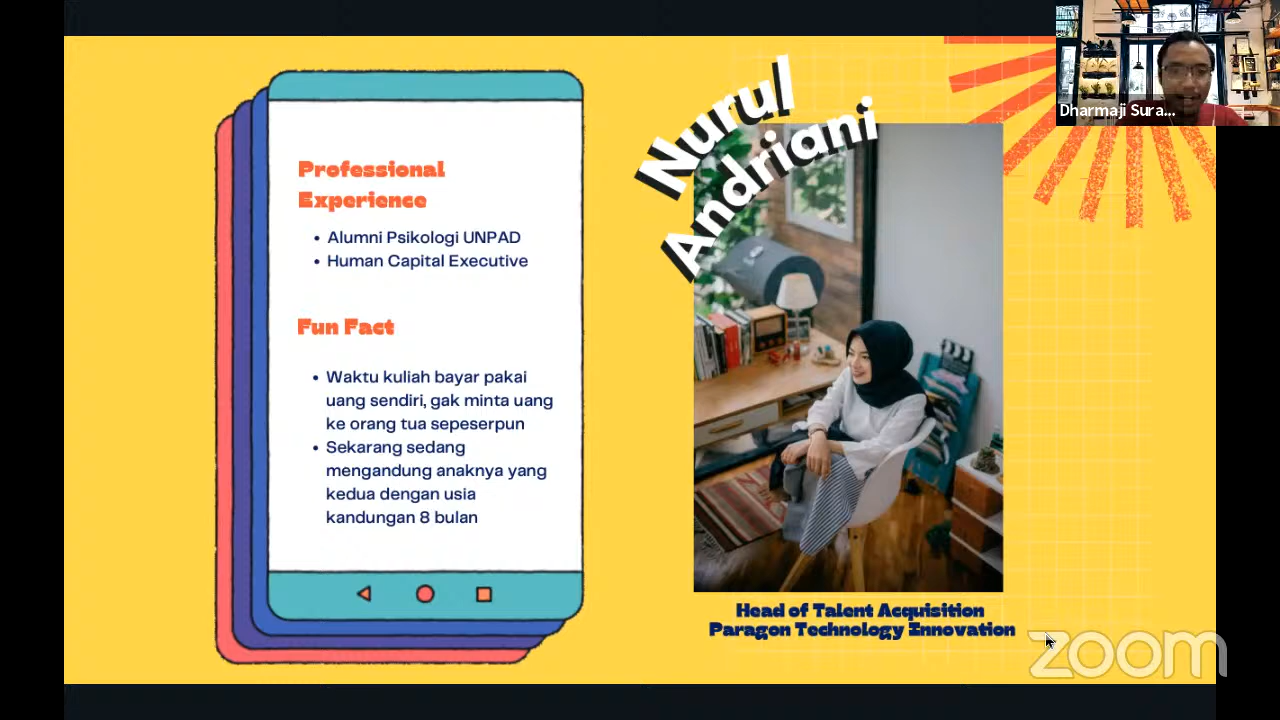 Nurul
Andriani
Dharmaji Sura...
Professional
Experience
• Alumni Psikologi UNPAD
• Human Capital Executive
Fun Fact
• Waktu kuliah bayar pakai
uang sendiri, gak minta uang
ke orang tua sepeserpun
• Sekarang sedang
mengandung anaknya yang
kedua dengan usia
kandungan 8 bulan
Head of Talent Acquisition
Paragon Technology Innovation
zoom